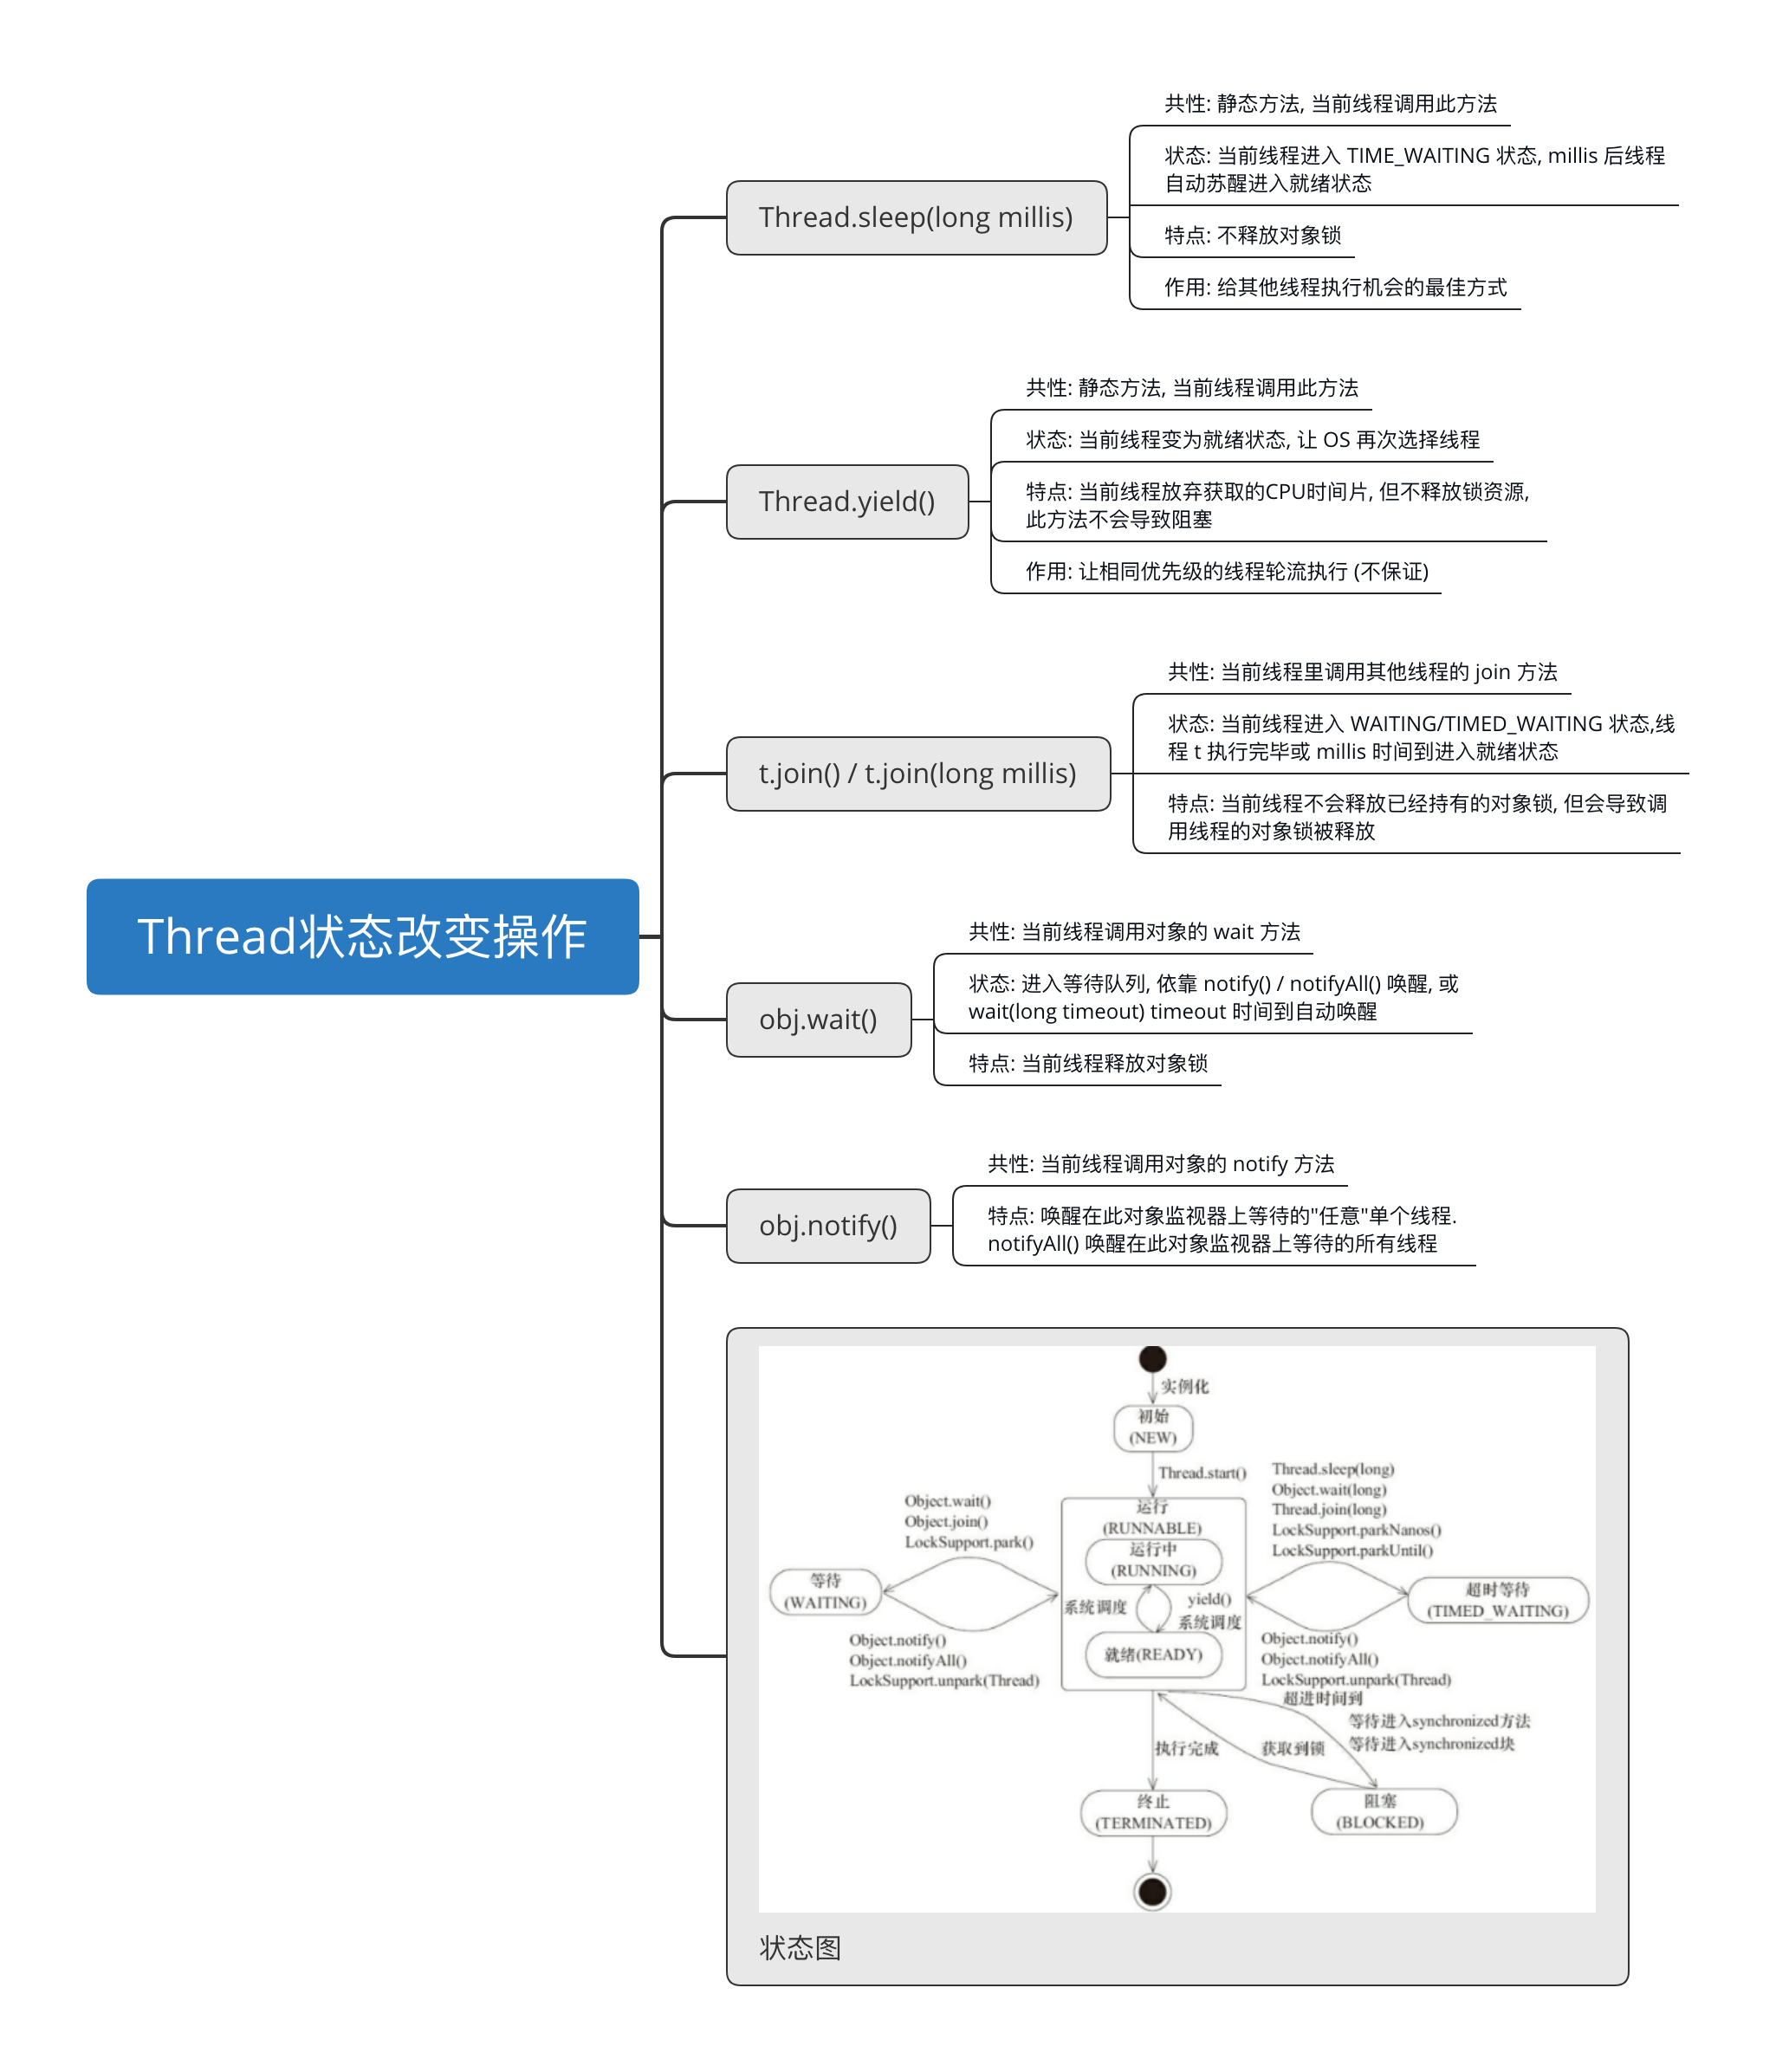 Thread状态改变操作
Thread.sleep(long millis)
共性: 静态方法, 当前线程调用此方法
状态: 当前线程进入 TIME_WAITING 状态, millis 后线程
自动苏醒进入就绪状态
特点: 不释放对象锁
作用: 给其他线程执行机会的最佳方式
Thread.yield()
共性: 静态方法, 当前线程调用此方法
状态: 当前线程变为就绪状态, 让 OS 再次选择线程
特点: 当前线程放弃获取的CPU时间片, 但不释放锁资源,
此方法不会导致阻塞
作用: 让相同优先级的线程轮流执行 (不保证)
t.join() / t.join(long millis)
共性: 当前线程里调用其他线程的 join 方法
状态: 当前线程进入 WAITING/TIMED_WAITING 状态,线
程 t 执行完毕或 millis 时间到进入就绪状态
特点: 当前线程不会释放已经持有的对象锁, 但会导致调
用线程的对象锁被释放
obj.wait()
共性: 当前线程调用对象的 wait 方法
状态: 进入等待队列, 依靠 notify() / notifyAll() 唤醒, 或
wait(long timeout) timeout 时间到自动唤醒
特点: 当前线程释放对象锁
obj.notify()
共性: 当前线程调用对象的 notify 方法
特点: 唤醒在此对象监视器上等待的"任意"单个线程.
notifyAll() 唤醒在此对象监视器上等待的所有线程
实例化
初始
(NEW)
Thread.start()
Object.wait()
Object.join()
LockSupport.park()
等待
(WAITING)
Object.notify()
Object.notifyAll()
LockSupport.unpark(Thread)
运行
(RUNNABLE)
运行中
(RUNNING)
系统调度
yield()
系统调度
就绪(READY)
Thread.sleep(long)
Object.wait(long)
Thread.join(long)
LockSupport.parkNanos()
LockSupport.parkUntil()
超时等待
(TIMED_WAITING)
Object.notify()
Object.notifyAll()
LockSupport.unpark(Thread)
超进时间到
等待进入synchronized方法
等待进入synchronized块
执行完成
获取到锁
终止
(TERMINATED)
阻塞
(BLOCKED)
状态图